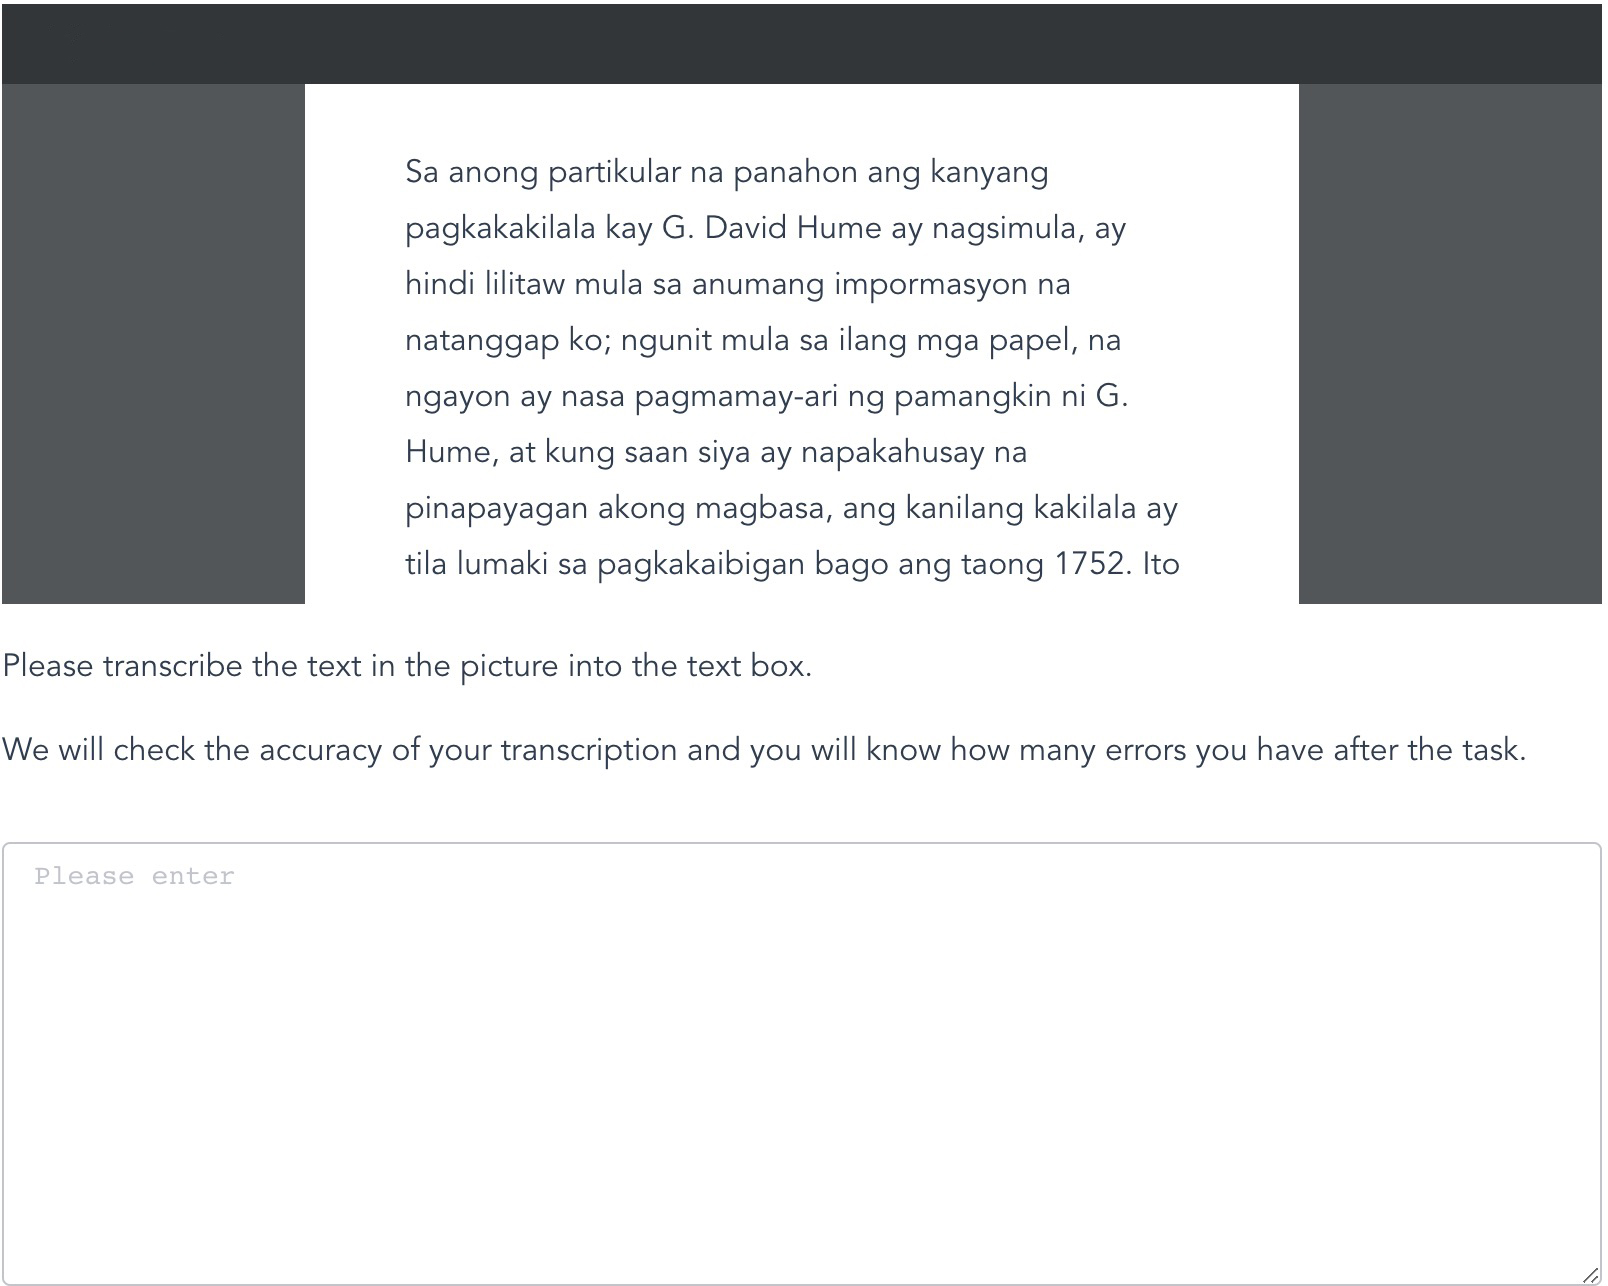 Sa anong partikular na panahon ang kanyang
pagkakakilala kay G. David Hume ay nagsimula, ay
hindi lilitaw mula sa anumang impormasyon na
natanggap ko; ngunit mula sa ilang mga papel, na
ngayon ay nasa pagmamay-ari ng pamangkin ni G.
Hume, at kung saan siya ay napakahusay na
pinapayagan akong magbasa, ang kanilang kakilala ay
tila lumaki sa pagkakaibigan bago ang taong 1752. Ito
Please transcribe the text in the picture into the text box.
We will check the accuracy of your transcription and you will know how many errors you have after the task.
Please enter